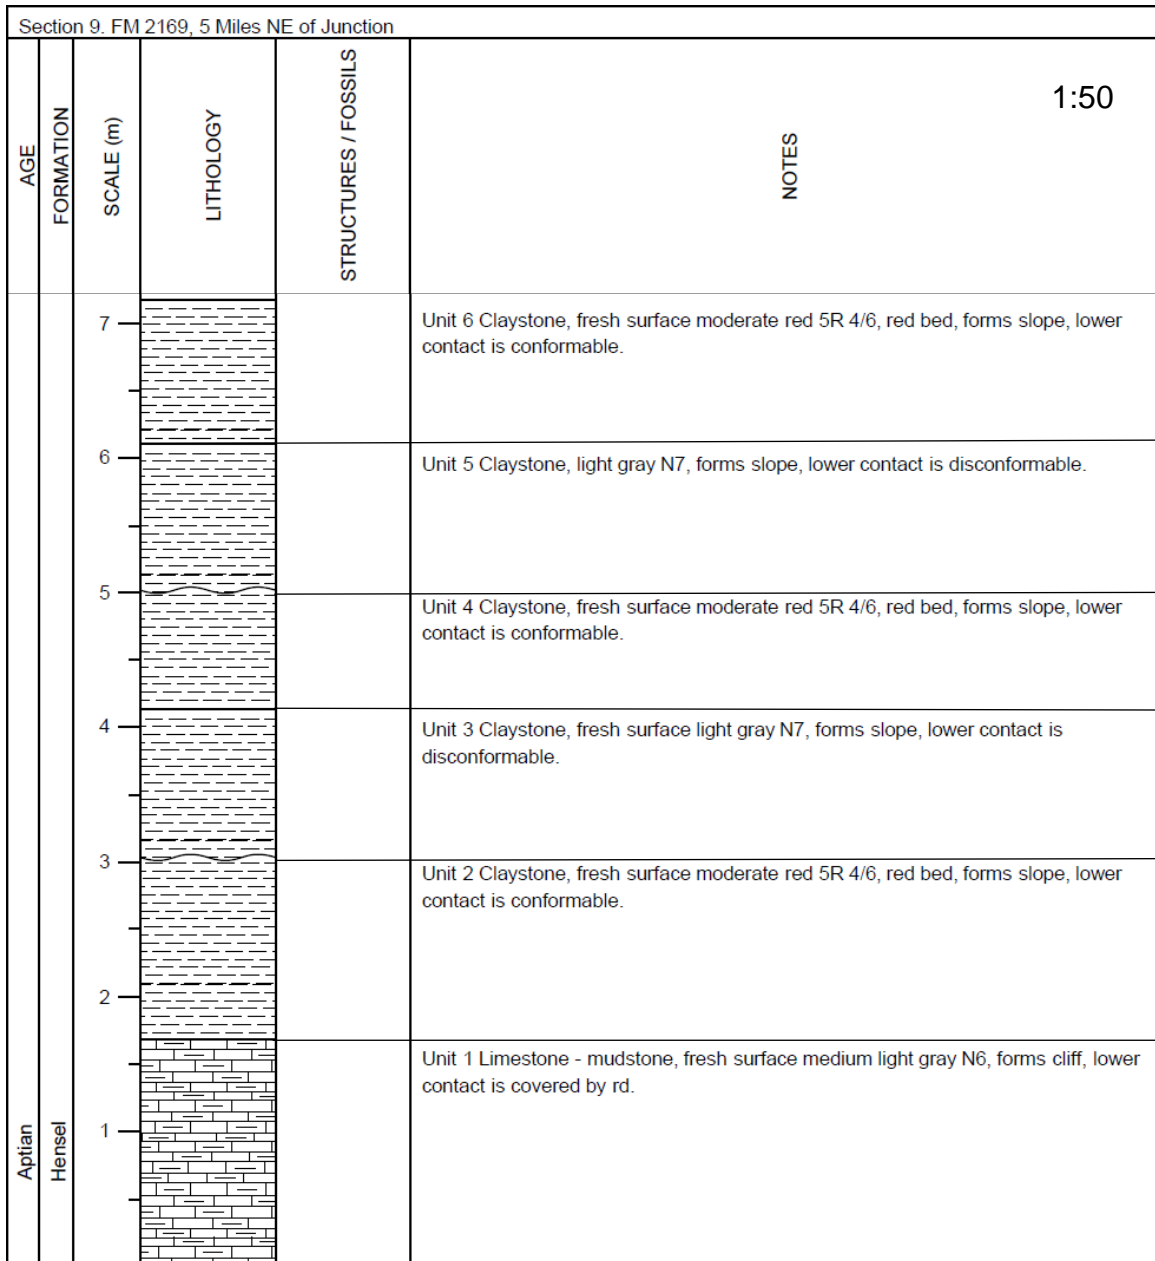 Section 9. FM 2169, 5 Miles NE of Junction
AGE
FORMATION
SCALE (m)
LITHOLOGY
STRUCTURES / FOSSILS
NOTES
1:50
7
Unit 6 Claystone, fresh surface moderate red 5R 4/6, red bed, forms slope, lower
contact is conformable.
6
Unit 5 Claystone, light gray N7, forms slope, lower contact is disconformable.
5
Unit 4 Claystone, fresh surface moderate red 5R 4/6, red bed, forms slope, lower
contact is conformable.
4
Unit 3 Claystone, fresh surface light gray N7, forms slope, lower contact is
disconformable.
3
Unit 2 Claystone, fresh surface moderate red 5R 4/6, red bed, forms slope, lower
contact is conformable.
2
Unit 1 Limestone - mudstone, fresh surface medium light gray N6, forms cliff, lower
contact is covered by rd.
1
Aptian
Hensel